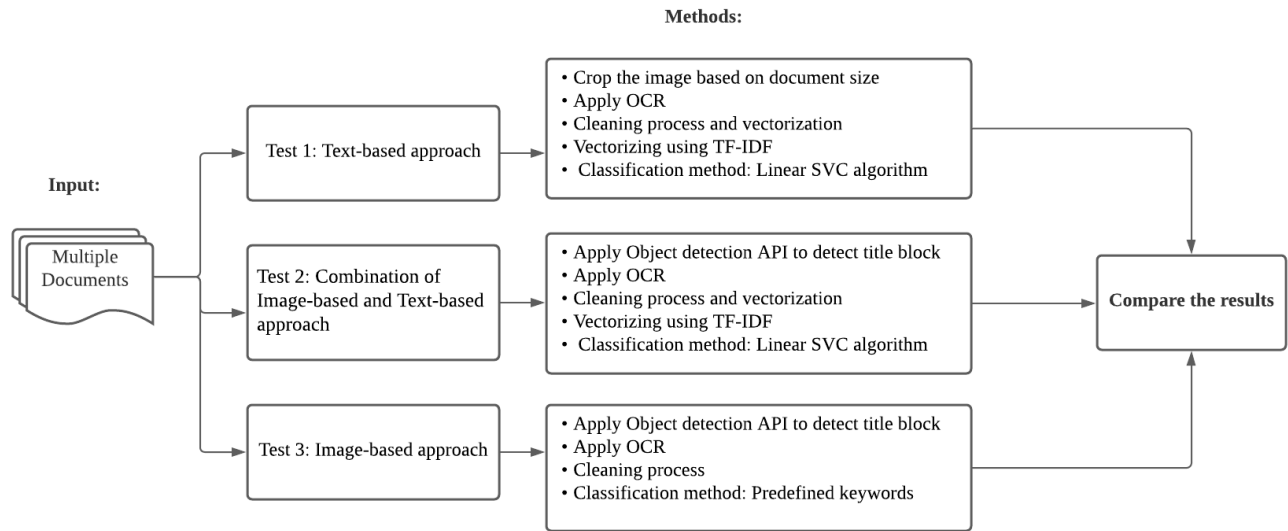 Methods:
Input:
Multiple
Documents
Test 1: Text-based approach
• Crop the image based on document size
• Apply OCR
• Cleaning process and vectorization
• Vectorizing using TF-IDF
• Classification method: Linear SVC algorithm
Test 2: Combination of
Image-based and Text-based
approach
• Apply Object detection API to detect title block
• Apply OCR
• Cleaning process and vectorization
• Vectorizing using TF-IDF
• Classification method: Linear SVC algorithm
Test 3: Image-based approach
• Apply Object detection API to detect title block
• Apply OCR
• Cleaning process
• Classification method: Predefined keywords
Compare the results